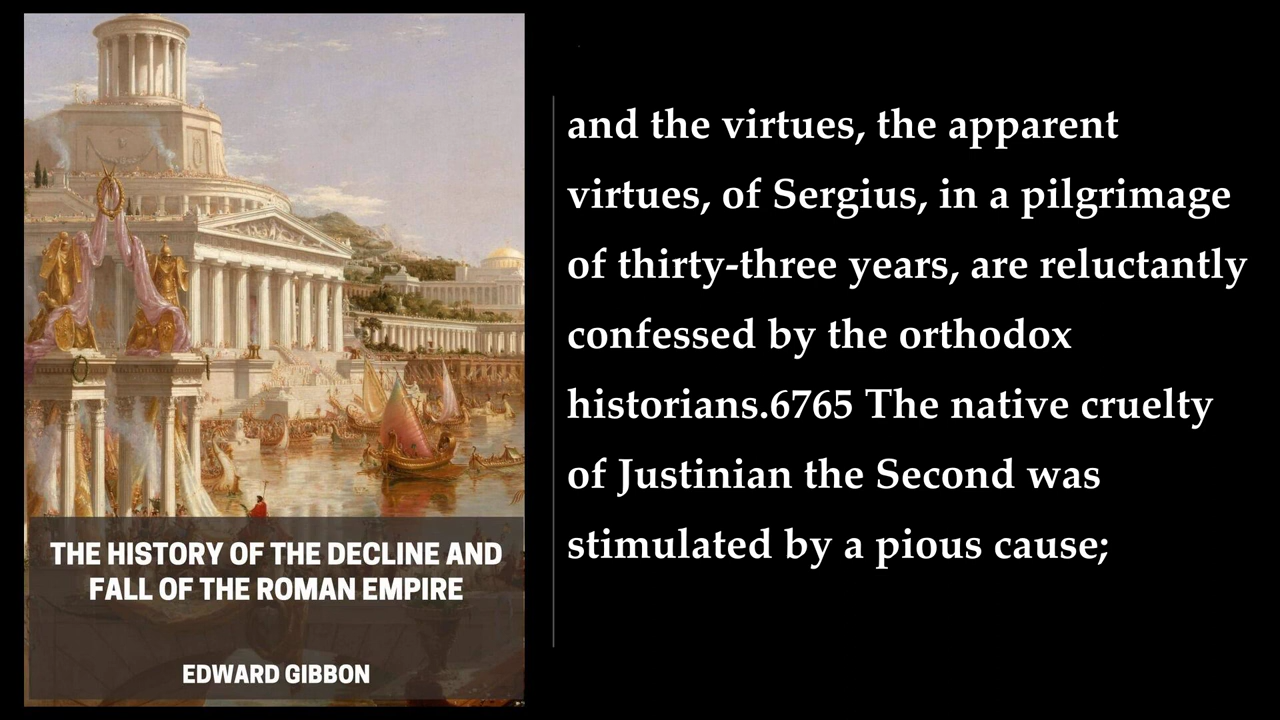 THE HISTORY OF THE DECLINE AND
FALL OF THE ROMAN EMPIRE
EDWARD GIBBON
and the virtues, the apparent
virtues, of Sergius, in a pilgrimage
of thirty-three years, are reluctantly
confessed by the orthodox
historians.6765 The native cruelty
of Justinian the Second was
stimulated by a pious cause;